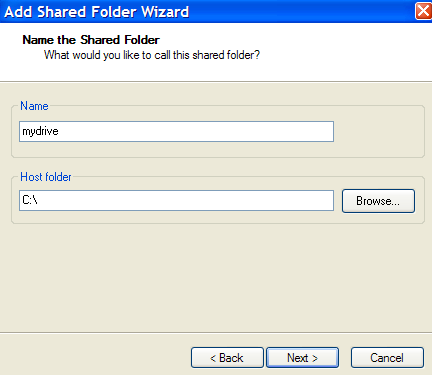 Add Shared Folder Wizard
Name the Shared Folder
What would you like to call this shared folder?
Name
mydrive
Host folder
C:\
Browse...
< Back
Next >
Cancel